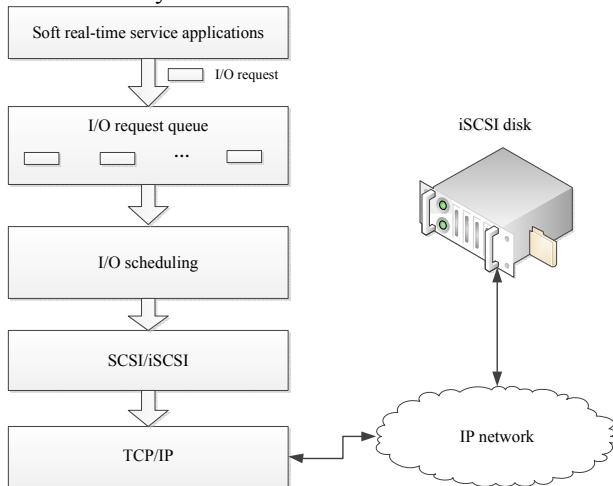 Soft real-time service applications
I/O request
I/O request queue
...
iSCSI disk
I/O scheduling
SCSI/iSCSI
TCP/IP
IP network